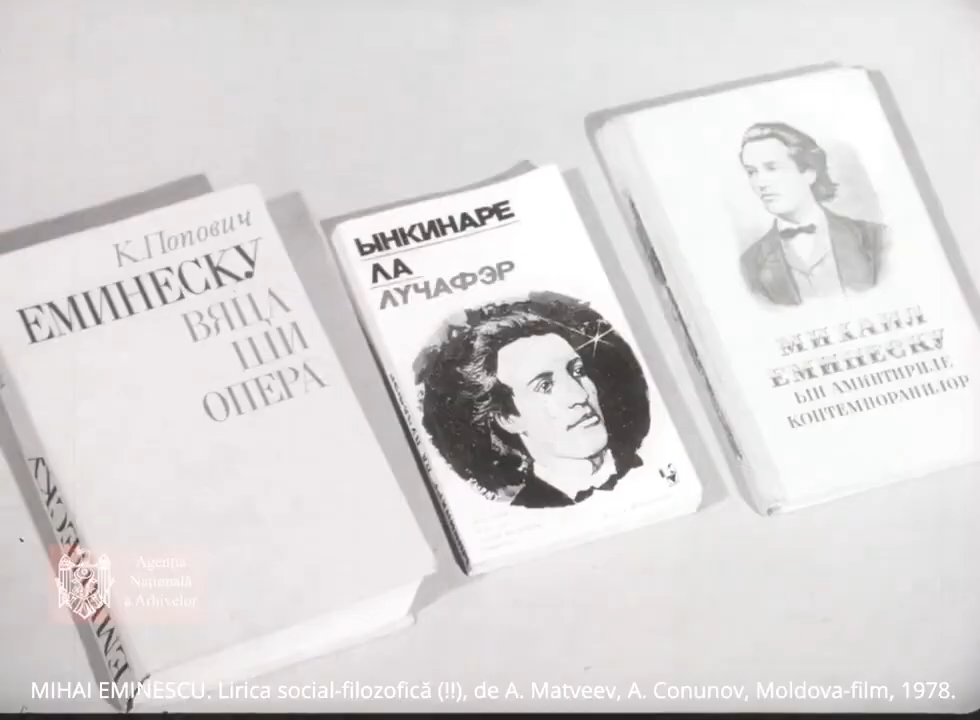 К. Попович
ЕМИНЕСКУ
ВЯЦА
ШИ
ОПЕРА
ЕМИНЕСКУ
ЫНКИНАРЕ
ЛА
ЛУЧАФЭР
МИХАИЛ
ЕМИНЕСКУ
ЫН АМИНТИРИЛЕ
КОНТЕМПОРАНИЛОР
Agenția
Națională
a Arhivelor
MIHAI EMINESCU. Lirica social-filozofică (!!), de A. Matveev, A. Conunov, Moldova-film, 1978.